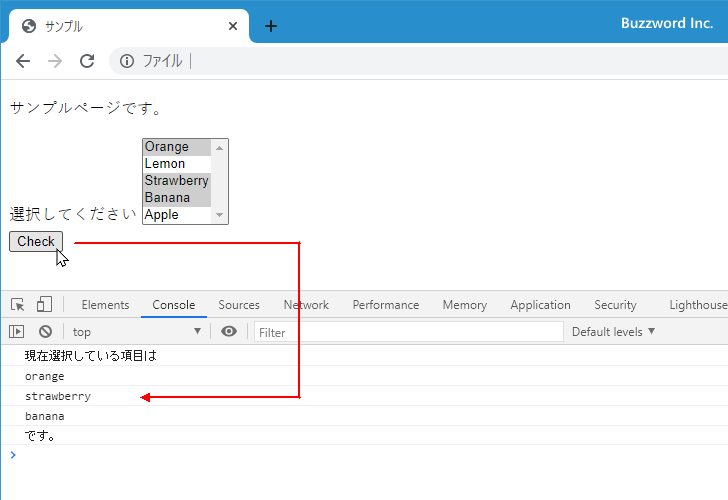 サンプル
Buzzword Inc.
ファイル
サンプルページです。
Orange
Lemon
Strawberry
Banana
選択してください Apple
Check
Elements Console Sources Network Performance Memory Application Security Lighthouse
top Filter Default levels
現在選択している項目は
orange
strawberry
banana
です。